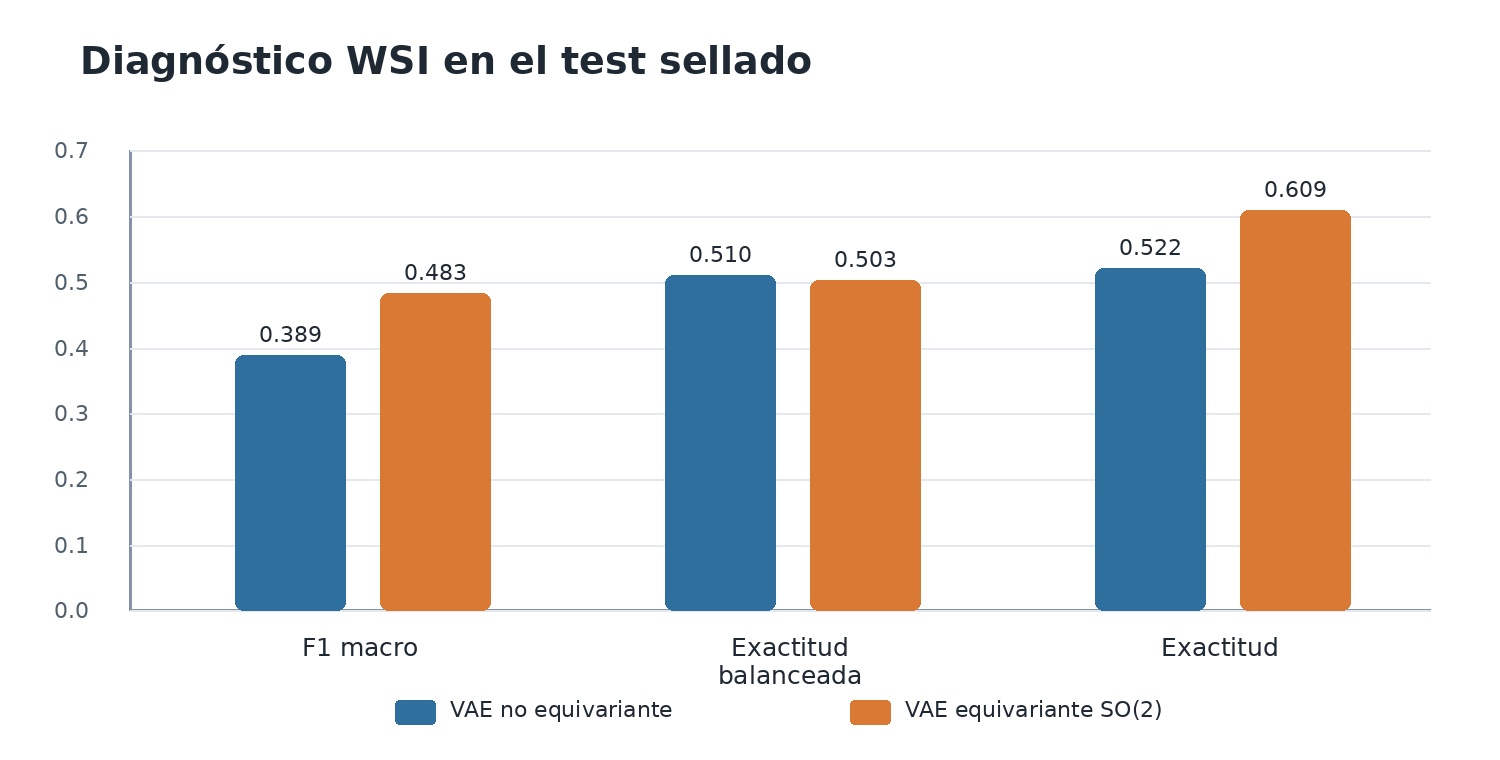 Diagnóstico WSI en el test sellado
0.7
0.6
0.5
0.4
0.3
0.2
0.1
0.0
0.389
0.483
0.510
0.503
0.522
0.609
F1 macro
Exactitud
balanceada
Exactitud
VAE no equivariante
VAE equivariante SO(2)